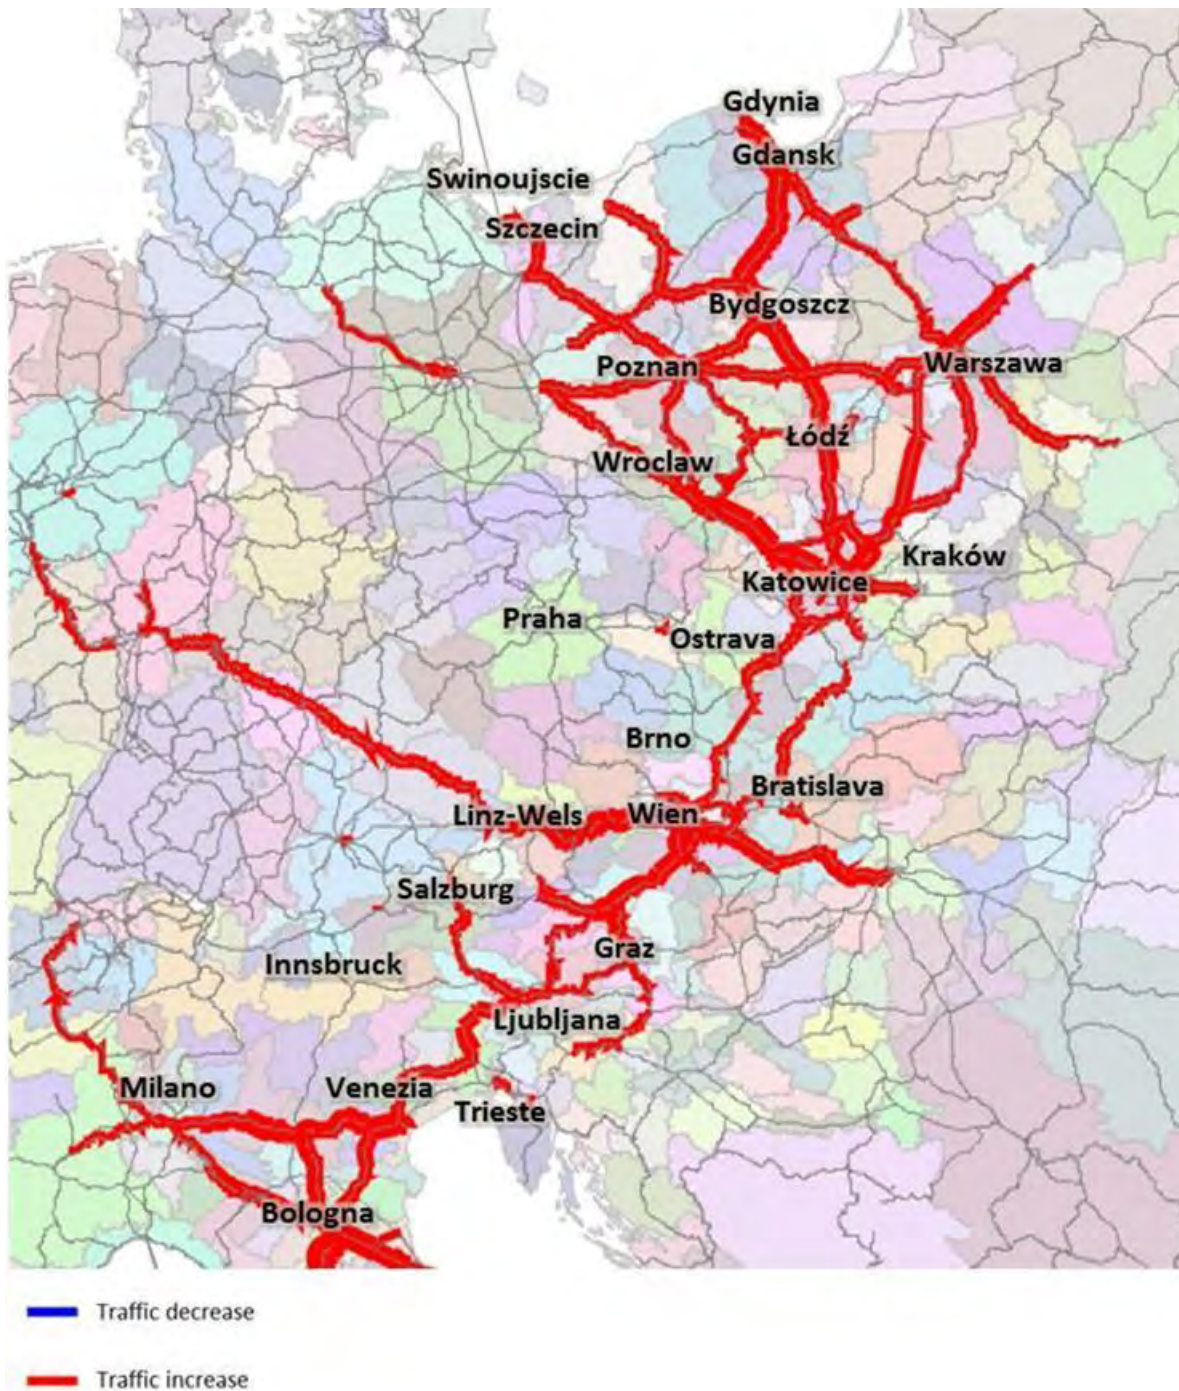 Gdynia
Gdansk
Swinoujscie
Szczecin
Bydgoszcz
Poznan
Warszawa
Łódź
Wroclaw
Kraków
Katowice
Praha
Ostrava
Brno
Bratislava
Linz-Wels
Wien
Salzburg
Graz
Innsbruck
Ljubljana
Milano
Venezia
Trieste
Bologna
Traffic decrease
Traffic increase